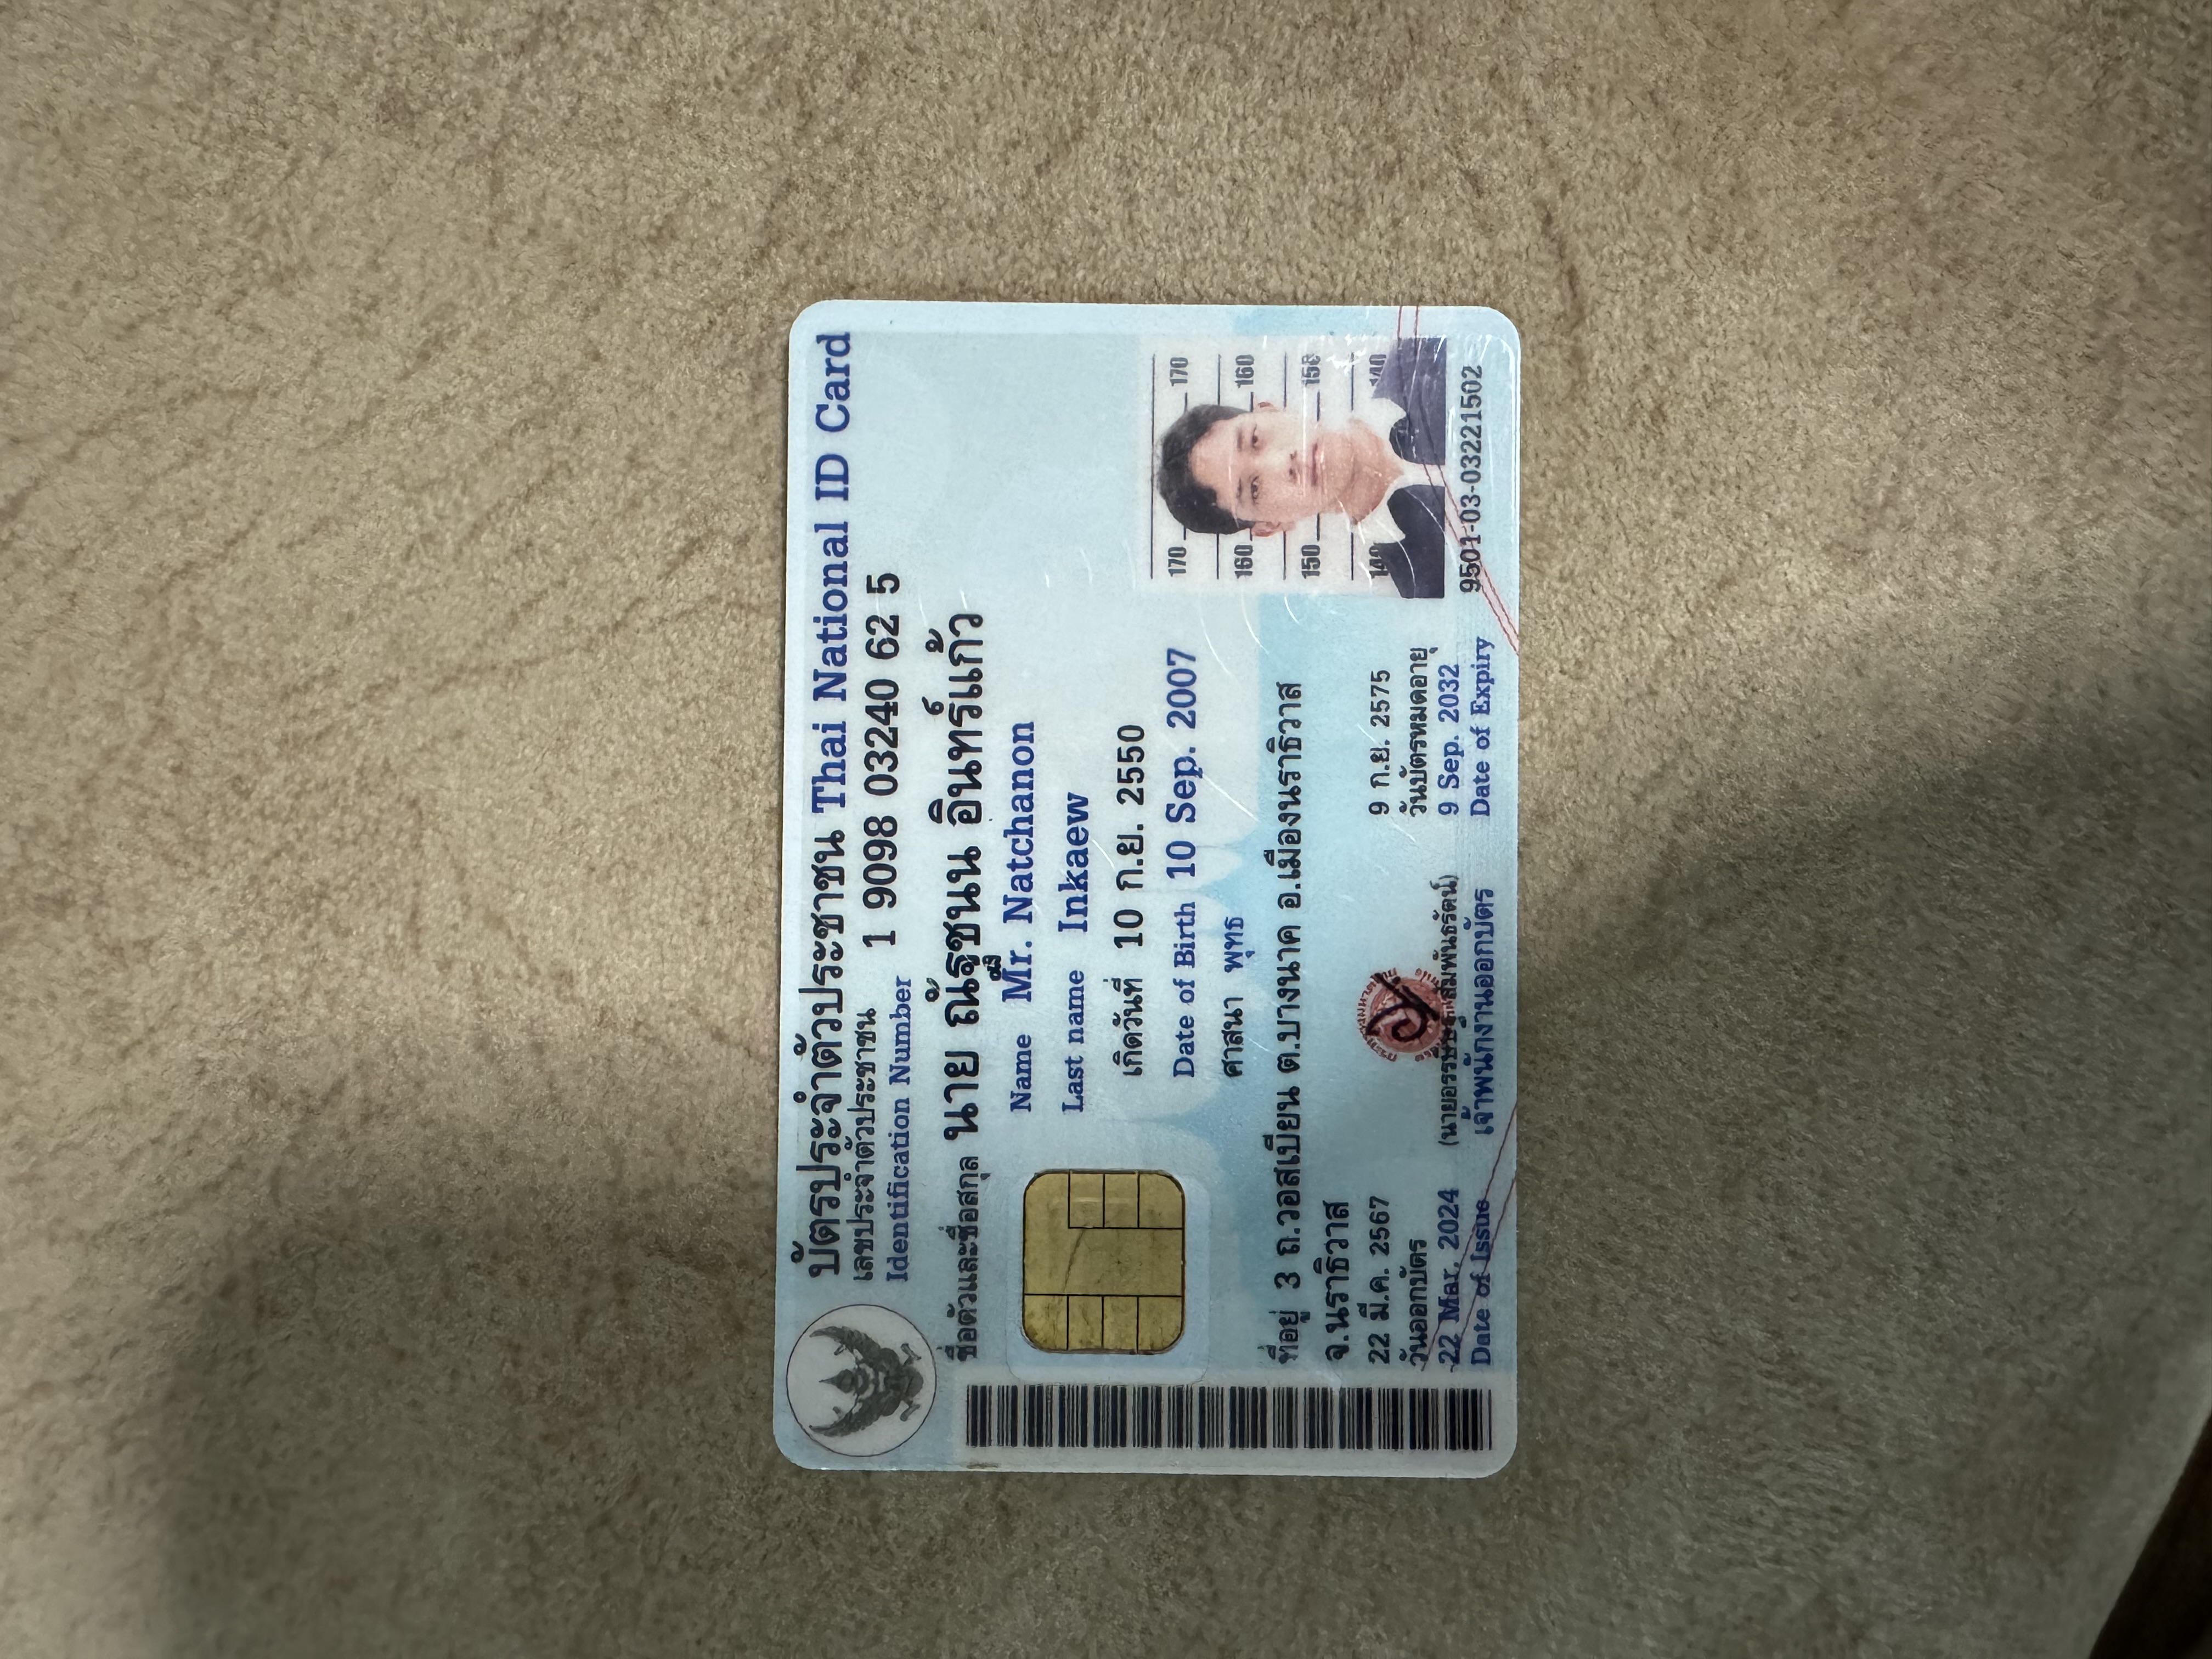 บัตรประจำตัวประชาชน Thai National ID Card
เลขประจำตัวประชาชน 1 9098 03240 62 5
Identification Number
ชื่อตัวและชื่อสกุล นาย ณัฐชนน อินทร์แก้ว
Name Mr. Natchanon
Last name Inkaew
เกิดวันที่ 10 ก.ย. 2550
Date of Birth 10 Sep. 2007
ศาสนา พุทธ
ที่อยู่ 3 ถ.วอสเบียน ต.บางนาค อ.เมืองนราธิวาส
จ.นราธิวาส
22 มี.ค. 2567
วันออกบัตร
22 Mar. 2024
Date of Issue
เจ้าพนักงานออกบัตร
9 ก.ย. 2575
วันบัตรหมดอายุ
9 Sep. 2032
Date of Expiry
170 170
160 160
150 150
140 140
9501-03-03221502